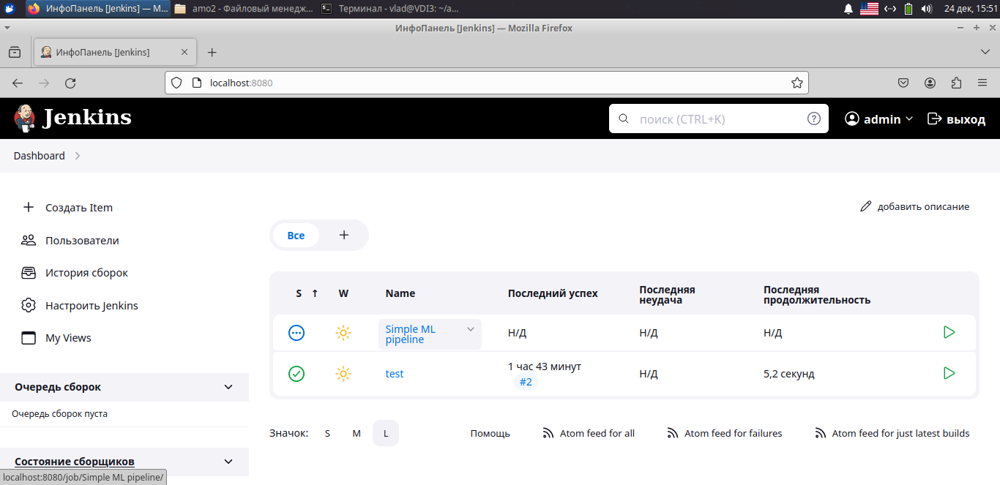 ИнфоПанель [Jenkins] — M... amo2 - Файловый менедж... Терминал - vlad@VDI3: ~/a... 24 дек, 15:51
ИнфоПанель [Jenkins] — Mozilla Firefox
ИнфоПанель [Jenkins]
localhost:8080
Jenkins поиск (CTRL+K) admin выход
Dashboard
Создать Item
добавить описание
Пользователи
Все +
История сборок
Настроить Jenkins
My Views
S ↑ W Name Последний успех Последняя неудача Последняя продолжительность
Simple ML pipeline Н/Д Н/Д Н/Д
test 1 час 43 минут #2 Н/Д 5,2 секунд
Очередь сборок
Очередь сборок пуста
Значок: S M L Помощь Atom feed for all Atom feed for failures Atom feed for just latest builds
Состояние сборщиков
localhost:8080/job/Simple ML pipeline/